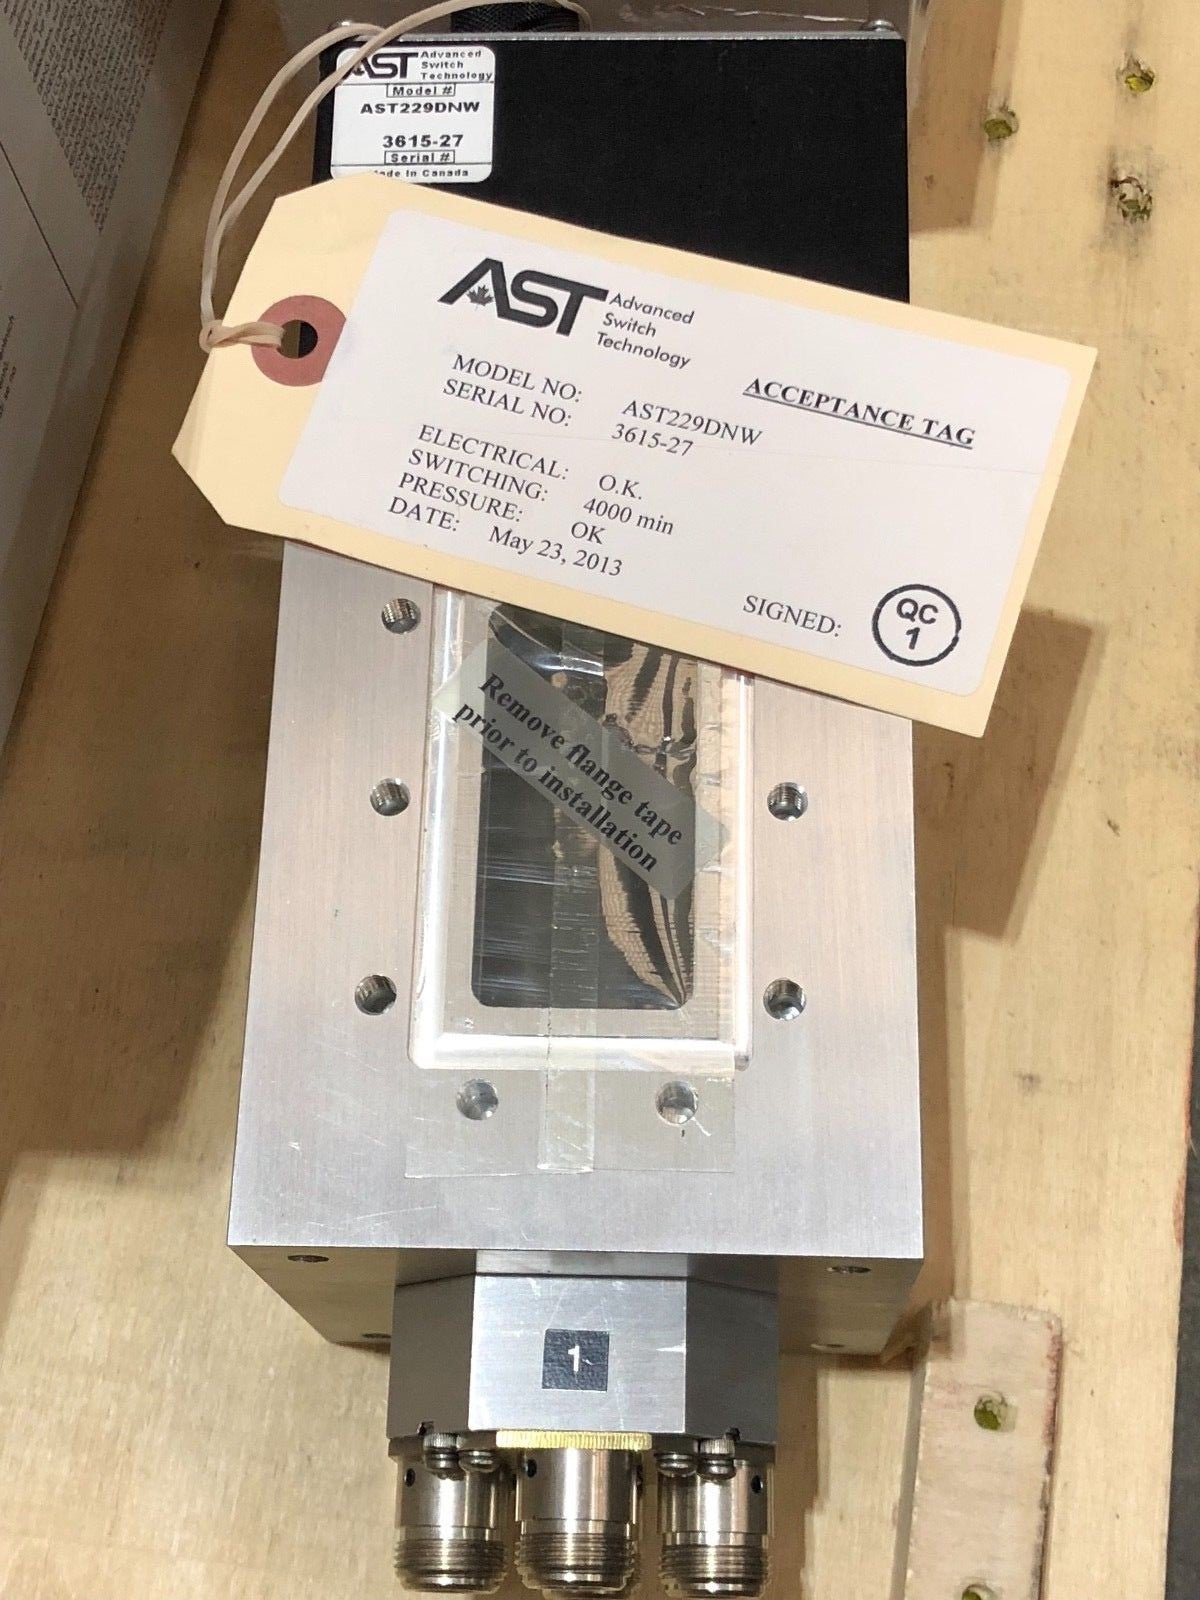 AST Advanced
Switch
Technology
Model #
AST229DNW
3615-27
Serial #
Made In Canada
AST Advanced
Switch
Technology
ACCEPTANCE TAG
MODEL NO: AST229DNW
SERIAL NO: 3615-27
ELECTRICAL: O.K.
SWITCHING: 4000 min
PRESSURE: OK
DATE: May 23, 2013
SIGNED: QC
1
Remove flange tape
prior to installation
1